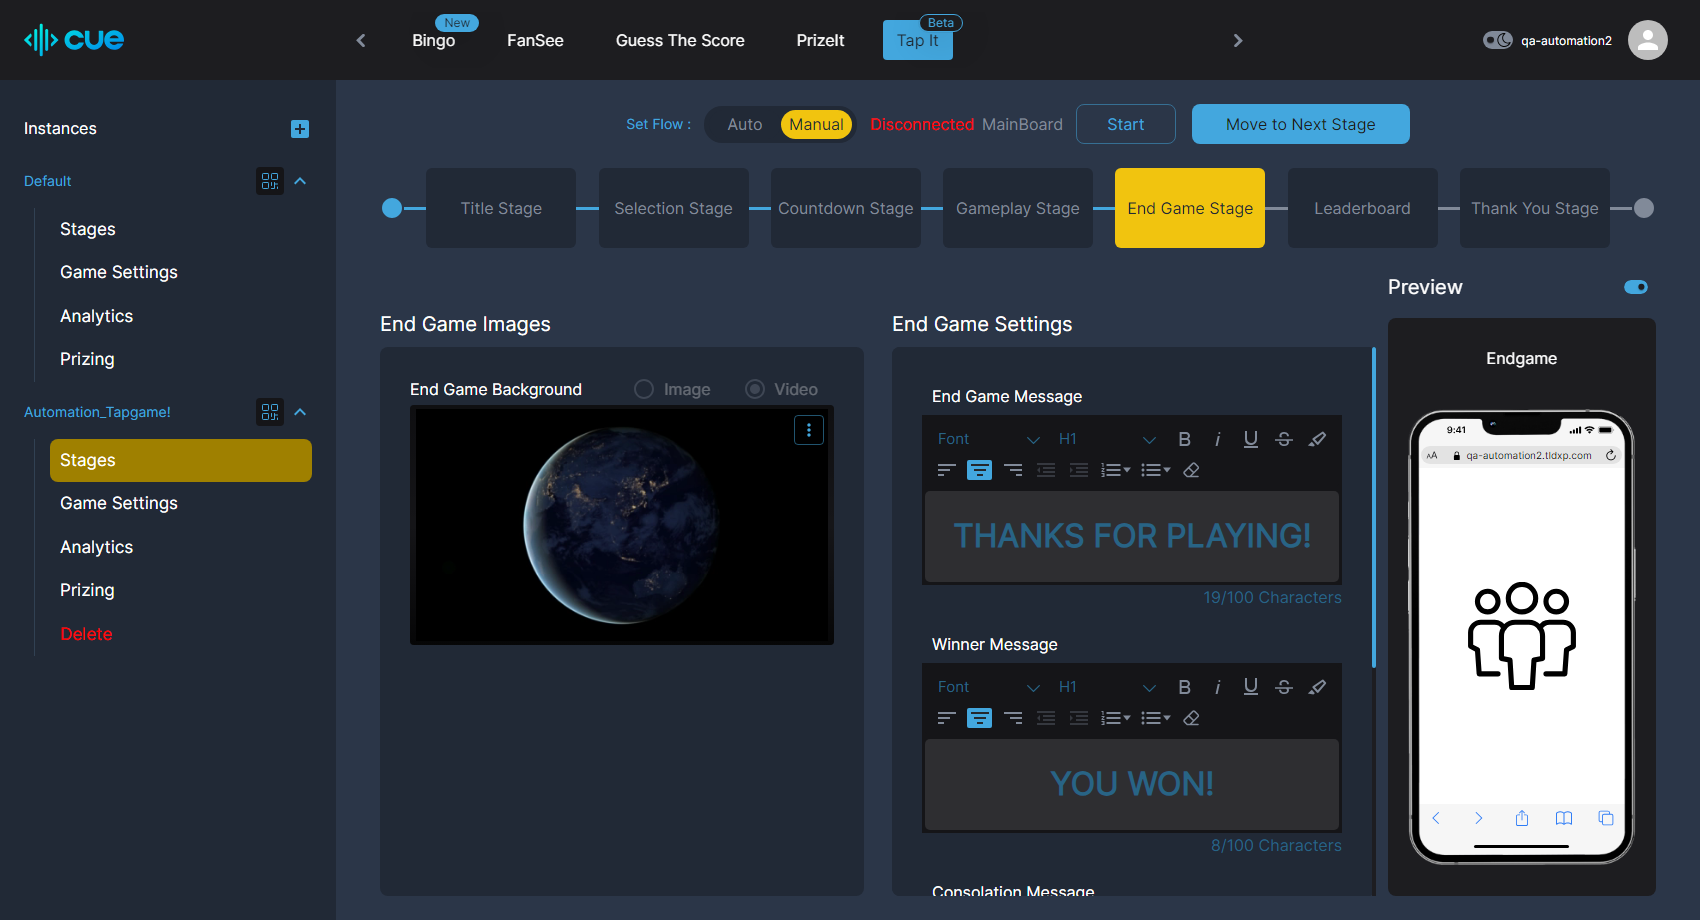 cue
New
Bingo
FanSee
Guess The Score
PrizeIt
Beta
Tap It
qa-automation2
Instances
Default
Stages
Game Settings
Analytics
Prizing
Automation_Tapgame!
Stages
Game Settings
Analytics
Prizing
Delete
Set Flow :
Auto
Manual
Disconnected MainBoard
Start
Move to Next Stage
Title Stage
Selection Stage
Countdown Stage
Gameplay Stage
End Game Stage
Leaderboard
Thank You Stage
End Game Images
End Game Background
Image
Video
End Game Settings
End Game Message
Font
H1
B
i
U
S
THANKS FOR PLAYING!
19/100 Characters
Winner Message
Font
H1
B
i
U
S
YOU WON!
8/100 Characters
Consolation Message
Preview
Endgame
9:41
AA
qa-automation2.tldxp.com